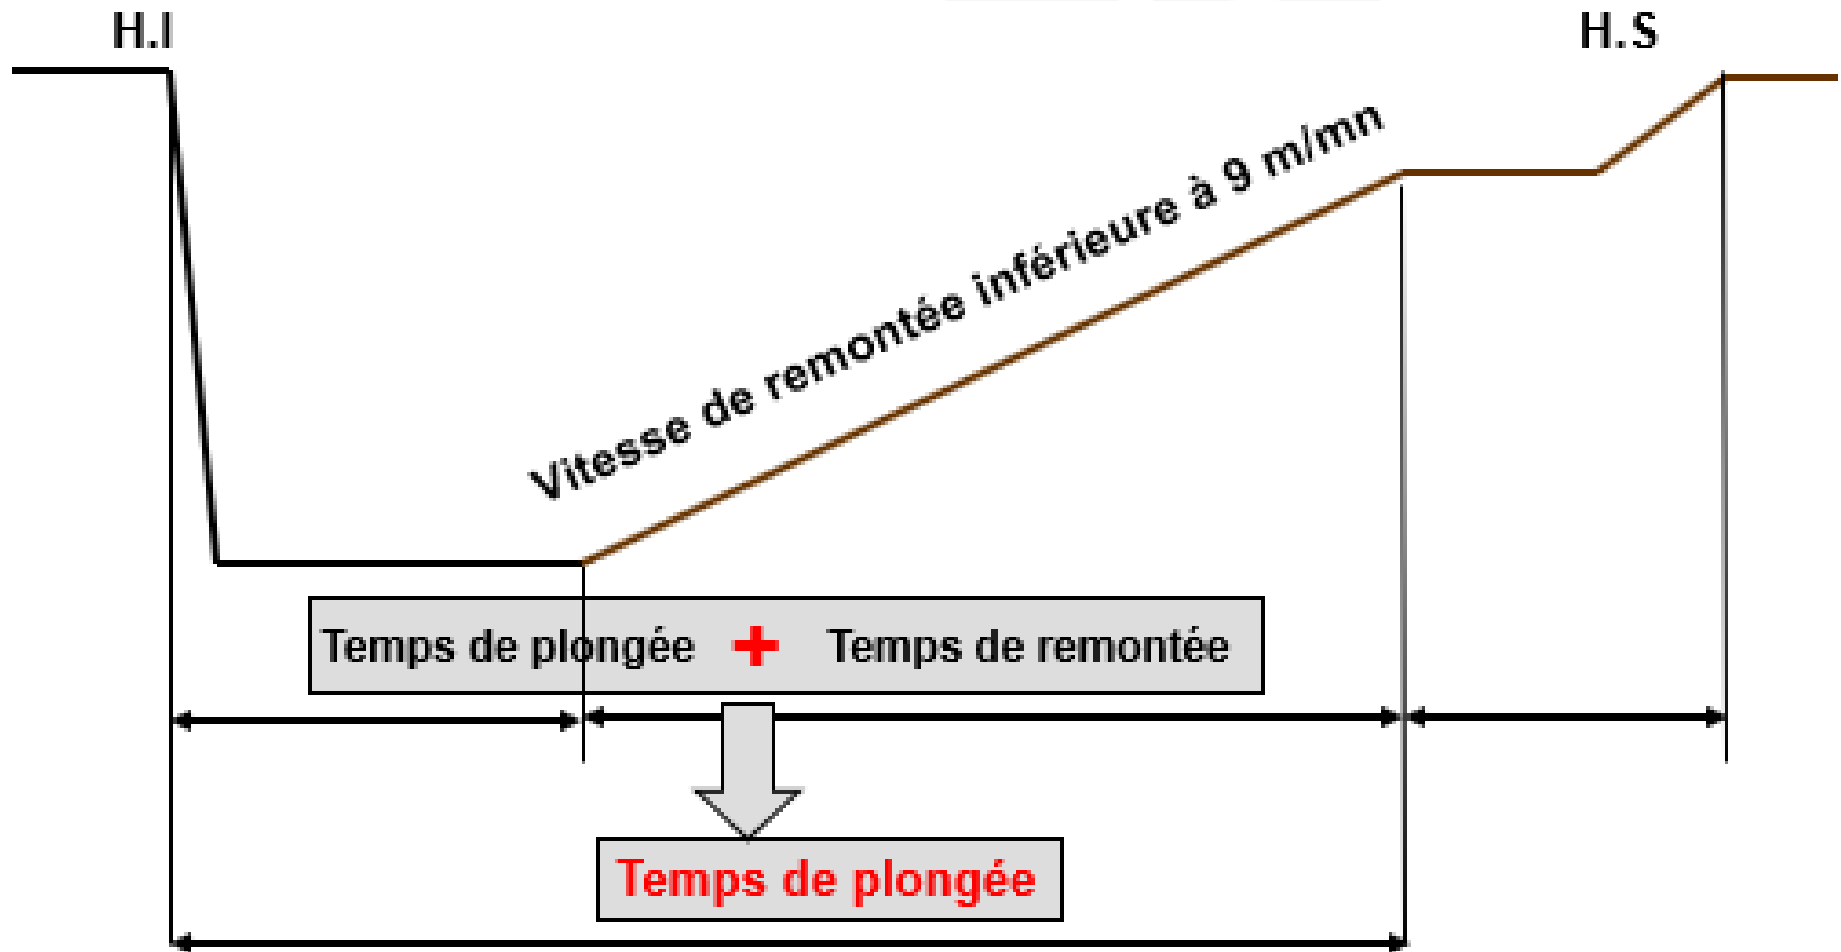 H.I
H.S
Vitesse de remontée inférieure à 9 m/mn
Temps de plongée + Temps de remontée
Temps de plongée